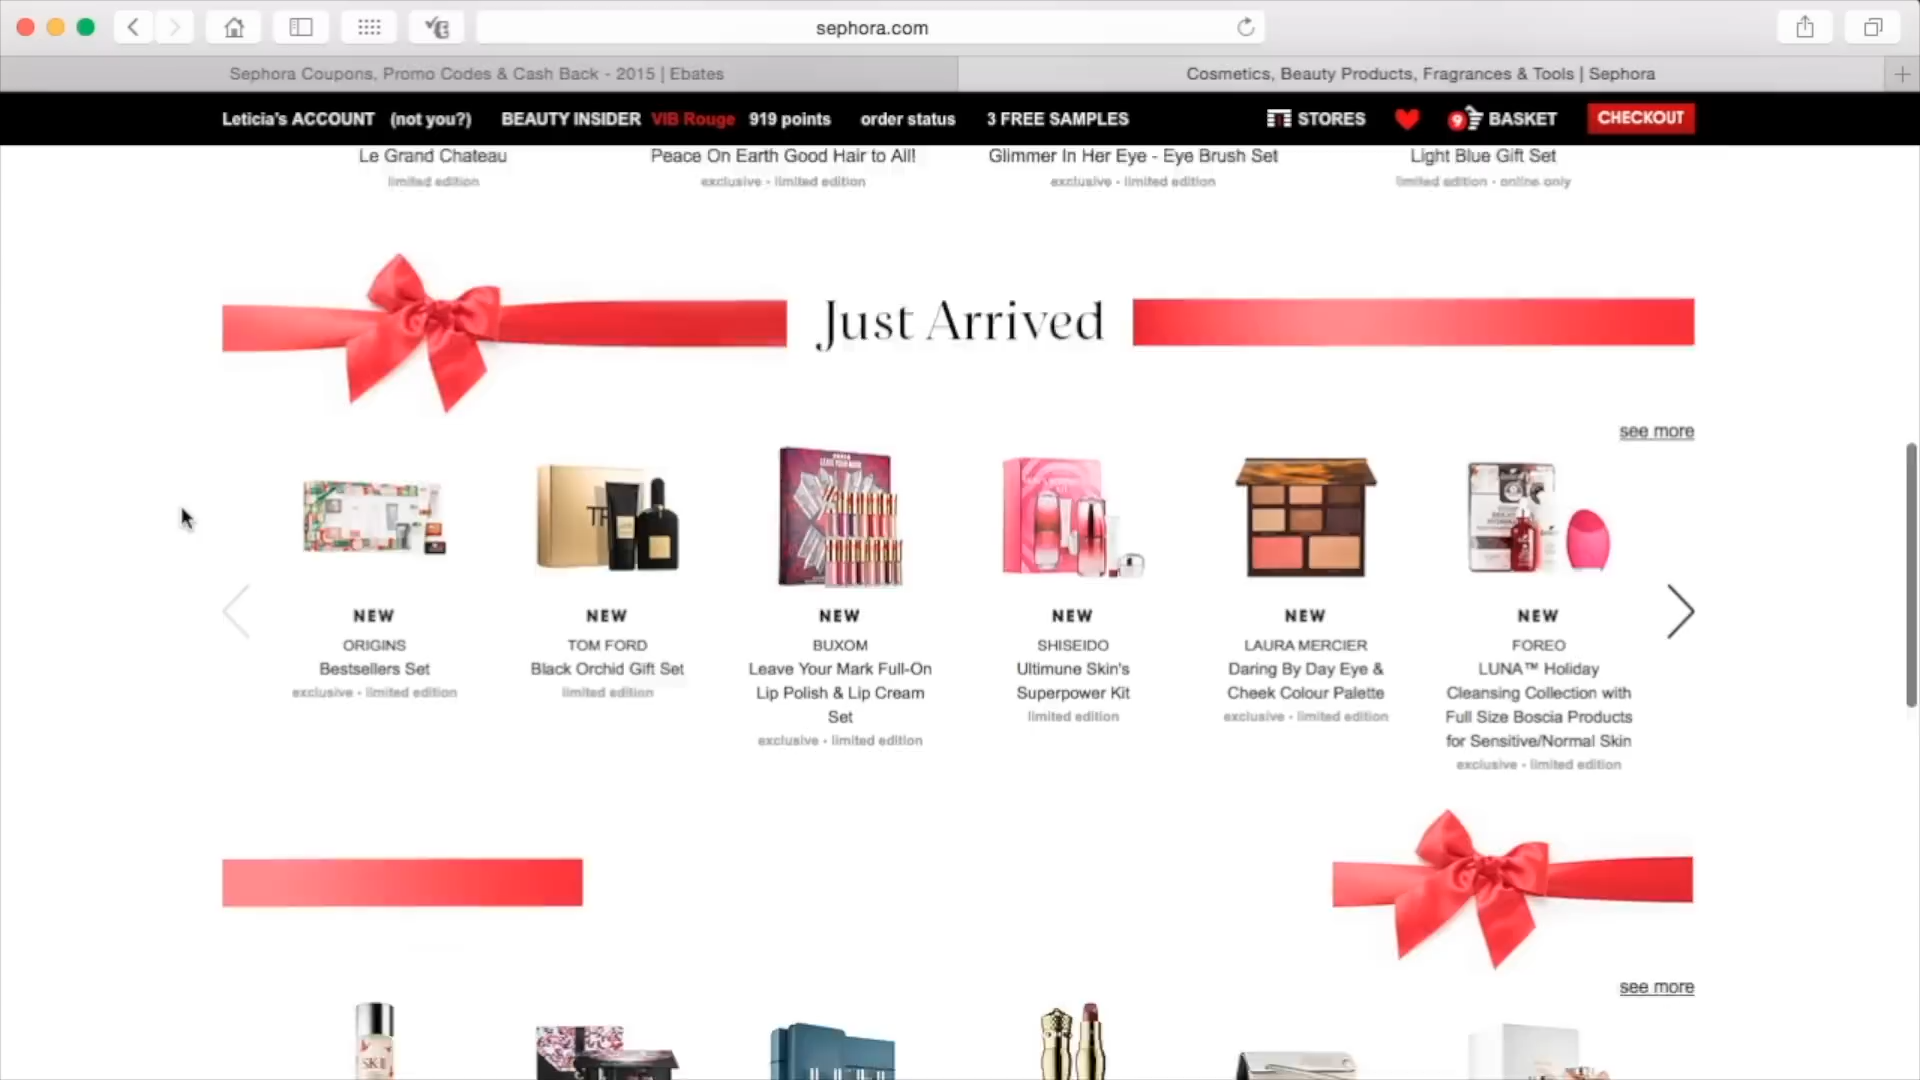 sephora.com
Sephora Coupons, Promo Codes & Cash Back - 2015 | Ebates
Cosmetics, Beauty Products, Fragrances & Tools | Sephora
Leticia's ACCOUNT (not you?) BEAUTY INSIDER VIB Rouge 919 points order status 3 FREE SAMPLES STORES 9 BASKET CHECKOUT
Le Grand Chateau
limited edition
Peace On Earth Good Hair to All!
exclusive · limited edition
Glimmer In Her Eye - Eye Brush Set
exclusive · limited edition
Light Blue Gift Set
limited edition · online only
Just Arrived
see more
NEW
ORIGINS
Bestsellers Set
exclusive · limited edition
NEW
TOM FORD
Black Orchid Gift Set
limited edition
NEW
BUXOM
Leave Your Mark Full-On
Lip Polish & Lip Cream
Set
exclusive · limited edition
NEW
SHISEIDO
Ultimune Skin's
Superpower Kit
limited edition
NEW
LAURA MERCIER
Daring By Day Eye &
Cheek Colour Palette
exclusive · limited edition
NEW
FOREO
LUNA™ Holiday
Cleansing Collection with
Full Size Boscia Products
for Sensitive/Normal Skin
exclusive · limited edition
see more
SK-II